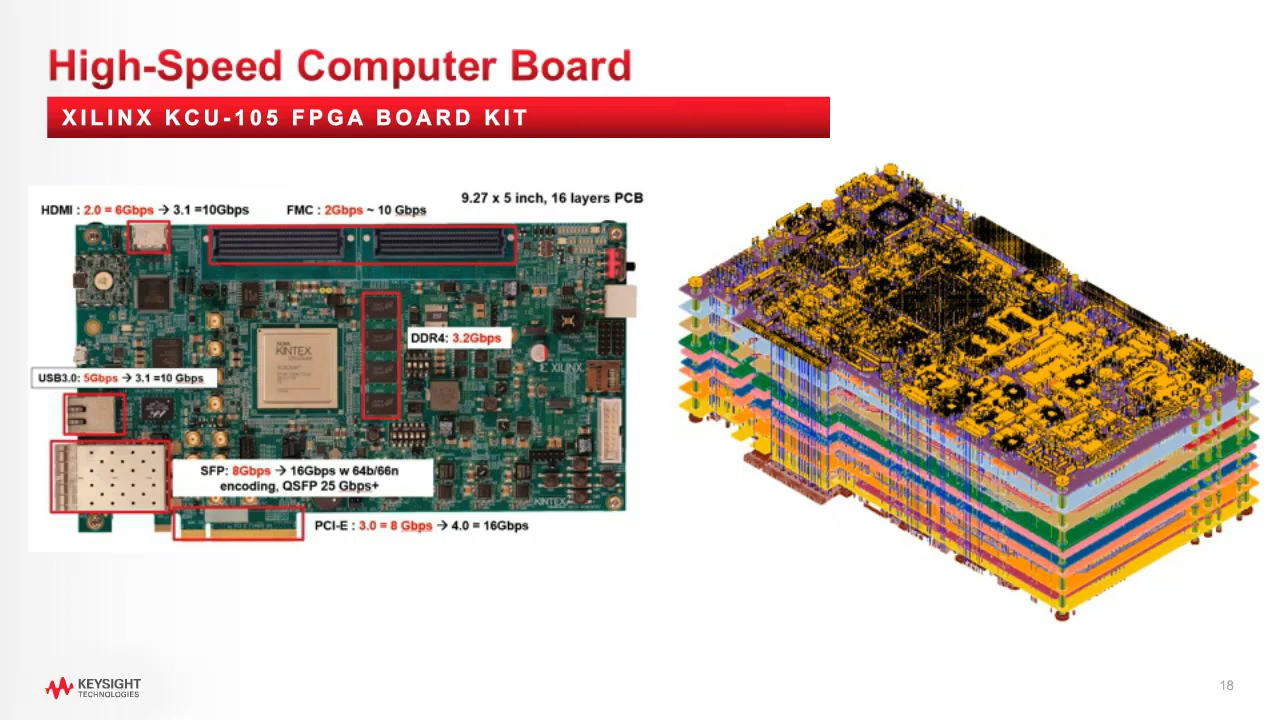 High-Speed Computer Board
XILINX KCU-105 FPGA BOARD KIT
9.27 x 5 inch, 16 layers PCB
HDMI : 2.0 = 6Gbps → 3.1 =10Gbps
FMC : 2Gbps ~ 10 Gbps
DDR4: 3.2Gbps
KINTEX
XILINX
USB3.0: 5Gbps → 3.1 =10 Gbps
SFP: 8Gbps → 16Gbps w 64b/66n
encoding, QSFP 25 Gbps+
KINTEX
PCI-E : 3.0 = 8 Gbps → 4.0 = 16Gbps
KEYSIGHT
TECHNOLOGIES
18